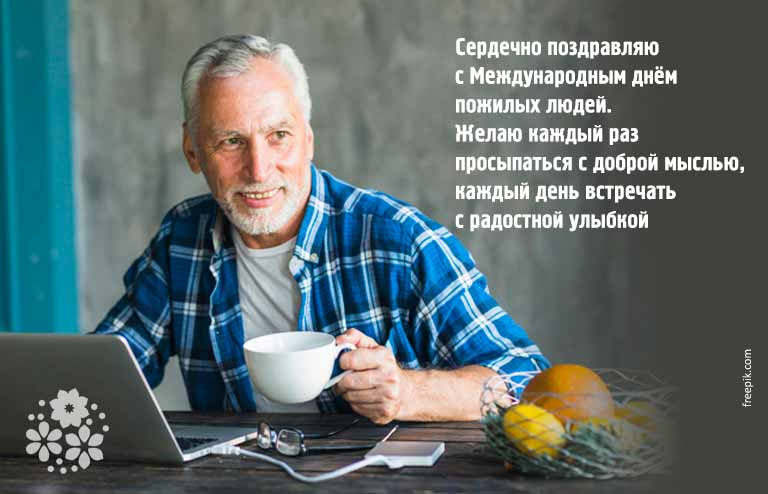 Сердечно поздравляю
с Международным днём
пожилых людей.
Желаю каждый раз
просыпаться с доброй мыслью,
каждый день встречать
с радостной улыбкой
freepik.com